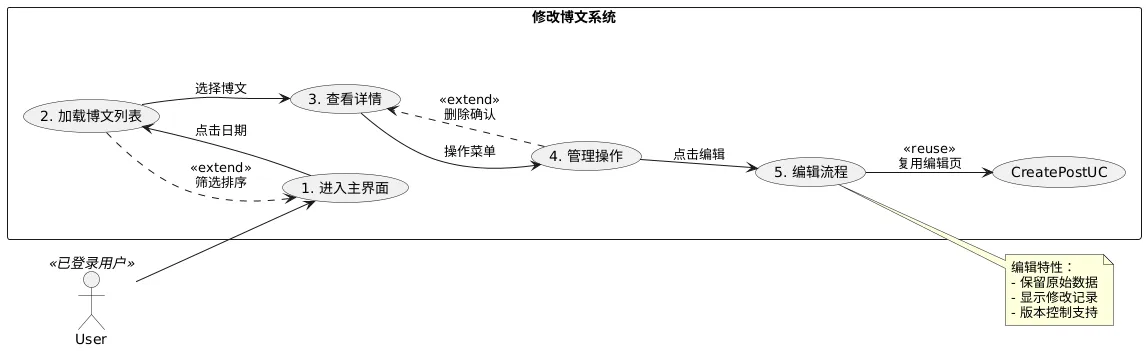 修改博文系统
选择博文
3. 查看详情
«extend»
删除确认
2. 加载博文列表
点击日期
操作菜单
4. 管理操作
点击编辑
«reuse»
复用编辑页
«extend»
筛选排序
1. 进入主界面
5. 编辑流程
CreatePostUC
«已登录用户»
User
编辑特性：
- 保留原始数据
- 显示修改记录
- 版本控制支持